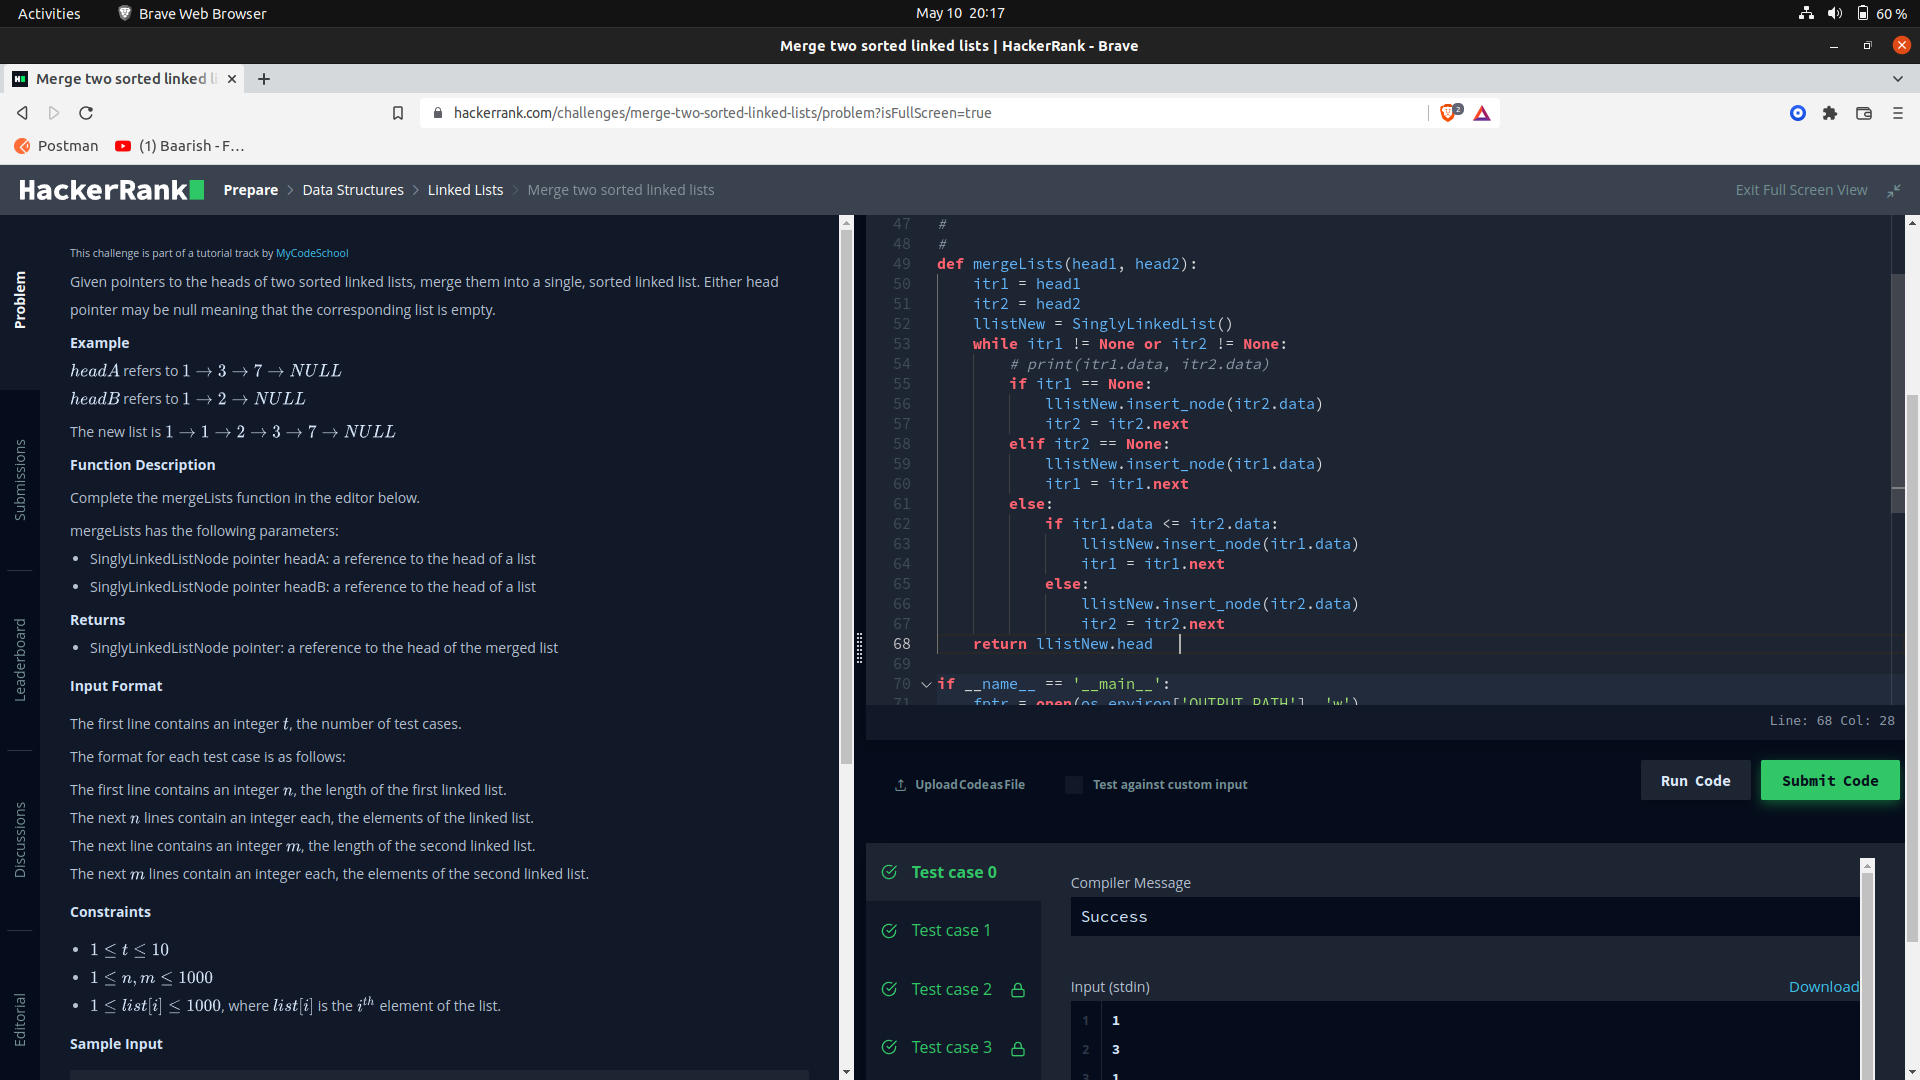 Activities
Brave Web Browser
May 10 20:17
60 %
Merge two sorted linked lists | HackerRank - Brave
Merge two sorted linked li
hackerrank.com/challenges/merge-two-sorted-linked-lists/problem?isFullScreen=true
2
Postman
(1) Baarish - F…
HackerRank
Prepare > Data Structures > Linked Lists > Merge two sorted linked lists
Exit Full Screen View
Problem
Submissions
Leaderboard
Discussions
Editorial
This challenge is part of a tutorial track by MyCodeSchool
Given pointers to the heads of two sorted linked lists, merge them into a single, sorted linked list. Either head
pointer may be null meaning that the corresponding list is empty.
Example
headA refers to 1 → 3 → 7 → NULL
headB refers to 1 → 2 → NULL
The new list is 1 → 1 → 2 → 3 → 7 → NULL
Function Description
Complete the mergeLists function in the editor below.
mergeLists has the following parameters:
• SinglyLinkedListNode pointer headA: a reference to the head of a list
• SinglyLinkedListNode pointer headB: a reference to the head of a list
Returns
• SinglyLinkedListNode pointer: a reference to the head of the merged list
Input Format
The first line contains an integer t, the number of test cases.
The format for each test case is as follows:
The first line contains an integer n, the length of the first linked list.
The next n lines contain an integer each, the elements of the linked list.
The next line contains an integer m, the length of the second linked list.
The next m lines contain an integer each, the elements of the second linked list.
Constraints
• 1 ≤ t ≤ 10
• 1 ≤ n, m ≤ 1000
• 1 ≤ list[i] ≤ 1000, where list[i] is the iᵗʰ element of the list.
Sample Input
47 #
48 #
49 def mergeLists(head1, head2):
50     itr1 = head1
51     itr2 = head2
52     llistNew = SinglyLinkedList()
53     while itr1 != None or itr2 != None:
54         # print(itr1.data, itr2.data)
55         if itr1 == None:
56             llistNew.insert_node(itr2.data)
57             itr2 = itr2.next
58         elif itr2 == None:
59             llistNew.insert_node(itr1.data)
60             itr1 = itr1.next
61         else:
62             if itr1.data <= itr2.data:
63                 llistNew.insert_node(itr1.data)
64                 itr1 = itr1.next
65             else:
66                 llistNew.insert_node(itr2.data)
67                 itr2 = itr2.next
68     return llistNew.head
69
70 if __name__ == '__main__':
71     fptr = open(os.environ['OUTPUT_PATH'], 'w')
Line: 68 Col: 28
Upload Code as File
Test against custom input
Run Code
Submit Code
Test case 0
Test case 1
Test case 2
Test case 3
Compiler Message
Success
Input (stdin)
Download
1 1
2 3
3 1